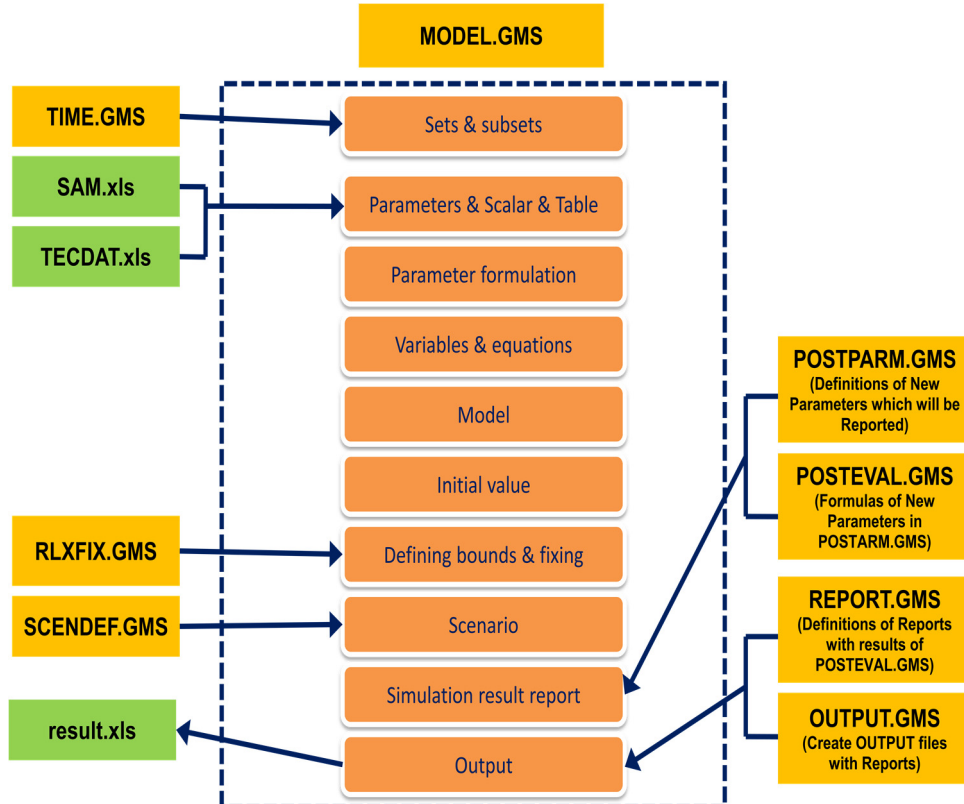 MODEL.GMS
TIME.GMS
SAM.xls
TECDAT.xls
RLXFIX.GMS
SCENDEF.GMS
result.xls
Sets & subsets
Parameters & Scalar & Table
Parameter formulation
Variables & equations
Model
Initial value
Defining bounds & fixing
Scenario
Simulation result report
Output
POSTPARM.GMS
(Definitions of New
Parameters which will be
Reported)
POSTEVAL.GMS
(Formulas of New
Parameters in
POSTARM.GMS)
REPORT.GMS
(Definitions of Reports
with results of
POSTEVAL.GMS)
OUTPUT.GMS
(Create OUTPUT files
with Reports)